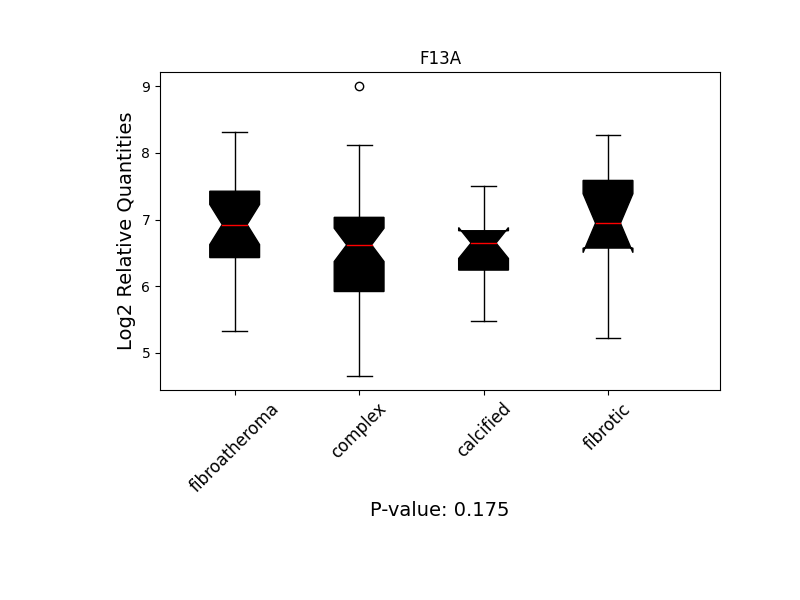 F13A
Log2 Relative Quantities
9
8
7
6
5
fibroatheroma
complex
calcified
fibrotic
P-value: 0.175